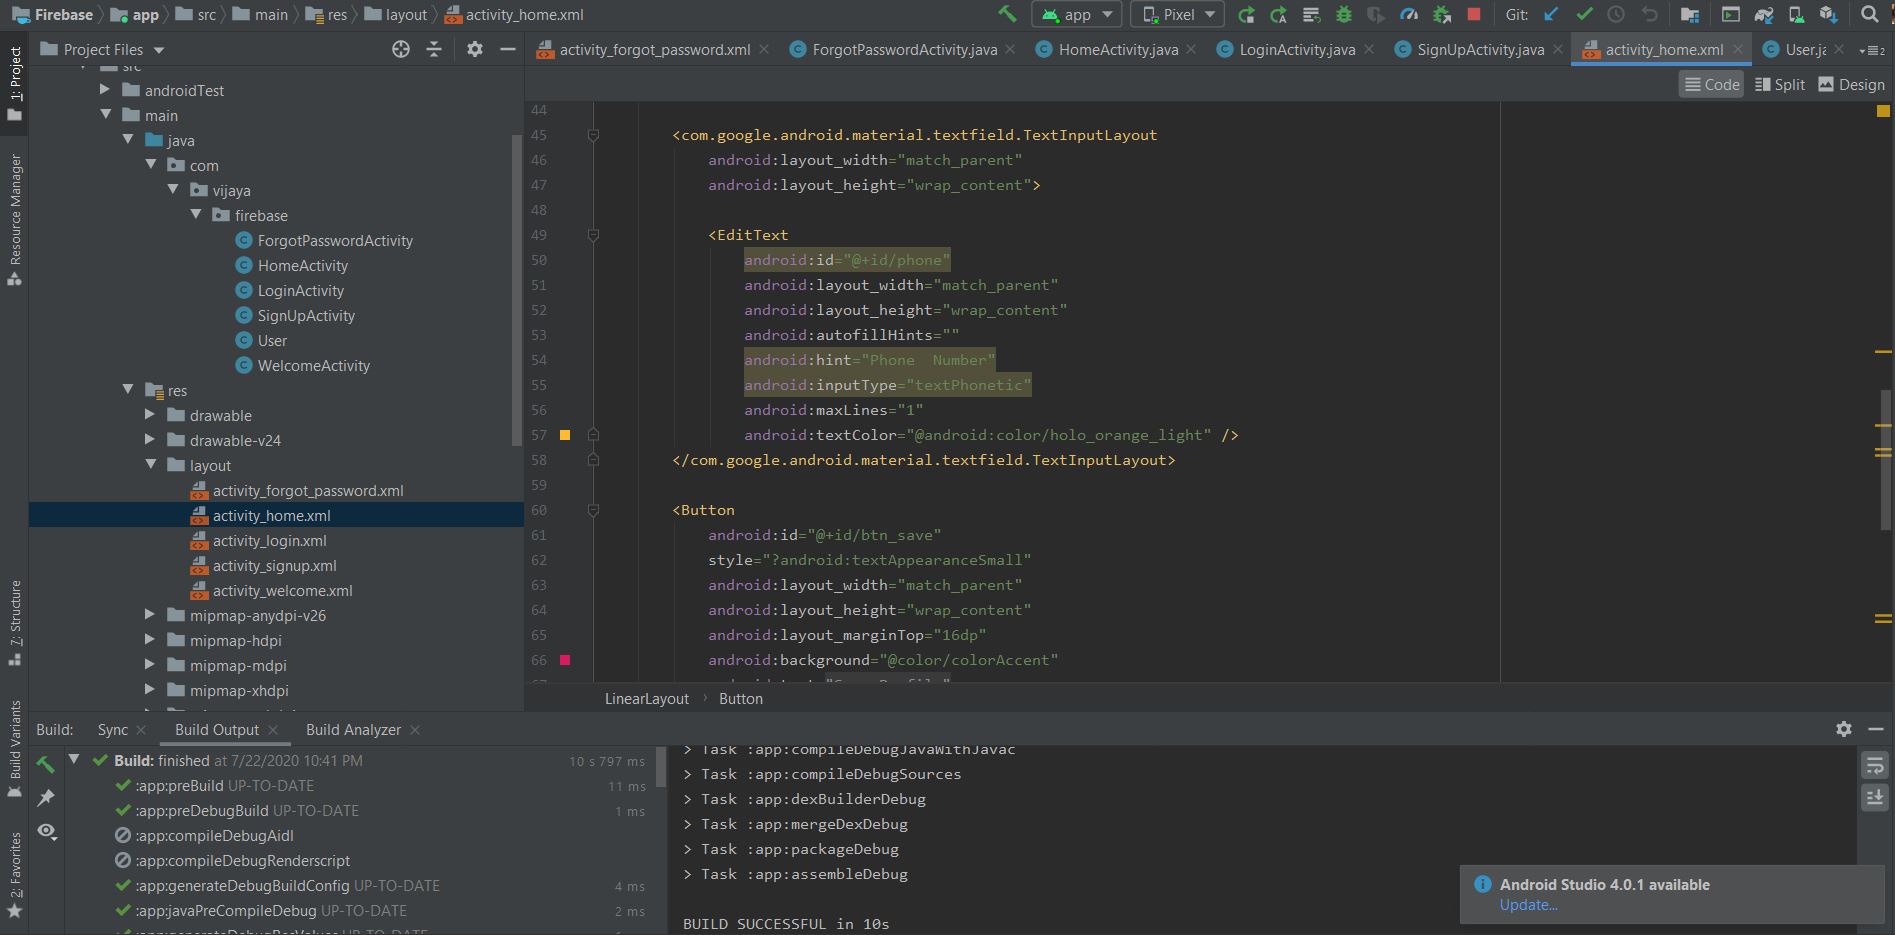 Firebase app src main res layout activity_home.xml app Pixel Git:
1: Project
Resource Manager
7: Structure
Build Variants
2: Favorites
Project Files
src
androidTest
main
java
com
vijaya
firebase
ForgotPasswordActivity
HomeActivity
LoginActivity
SignUpActivity
User
WelcomeActivity
res
drawable
drawable-v24
layout
activity_forgot_password.xml
activity_home.xml
activity_login.xml
activity_signup.xml
activity_welcome.xml
mipmap-anydpi-v26
mipmap-hdpi
mipmap-mdpi
mipmap-xhdpi
activity_forgot_password.xml ForgotPasswordActivity.java HomeActivity.java LoginActivity.java SignUpActivity.java activity_home.xml User.ja 2
Code Split Design
44
45 <com.google.android.material.textfield.TextInputLayout
46 android:layout_width="match_parent"
47 android:layout_height="wrap_content">
48
49 <EditText
50 android:id="@+id/phone"
51 android:layout_width="match_parent"
52 android:layout_height="wrap_content"
53 android:autofillHints=""
54 android:hint="Phone  Number"
55 android:inputType="textPhonetic"
56 android:maxLines="1"
57 android:textColor="@android:color/holo_orange_light" />
58 </com.google.android.material.textfield.TextInputLayout>
59
60 <Button
61 android:id="@+id/btn_save"
62 style="?android:textAppearanceSmall"
63 android:layout_width="match_parent"
64 android:layout_height="wrap_content"
65 android:layout_marginTop="16dp"
66 android:background="@color/colorAccent"
LinearLayout Button
Build: Sync Build Output Build Analyzer
Build: finished at 7/22/2020 10:41 PM 10 s 797 ms
:app:preBuild UP-TO-DATE 11 ms
:app:preDebugBuild UP-TO-DATE 1 ms
:app:compileDebugAidl
:app:compileDebugRenderscript
:app:generateDebugBuildConfig UP-TO-DATE 4 ms
:app:javaPreCompileDebug UP-TO-DATE 2 ms
> Task :app:compileDebugJavaWithJavac
> Task :app:compileDebugSources
> Task :app:dexBuilderDebug
> Task :app:mergeDexDebug
> Task :app:packageDebug
> Task :app:assembleDebug
BUILD SUCCESSFUL in 10s
Android Studio 4.0.1 available
Update...